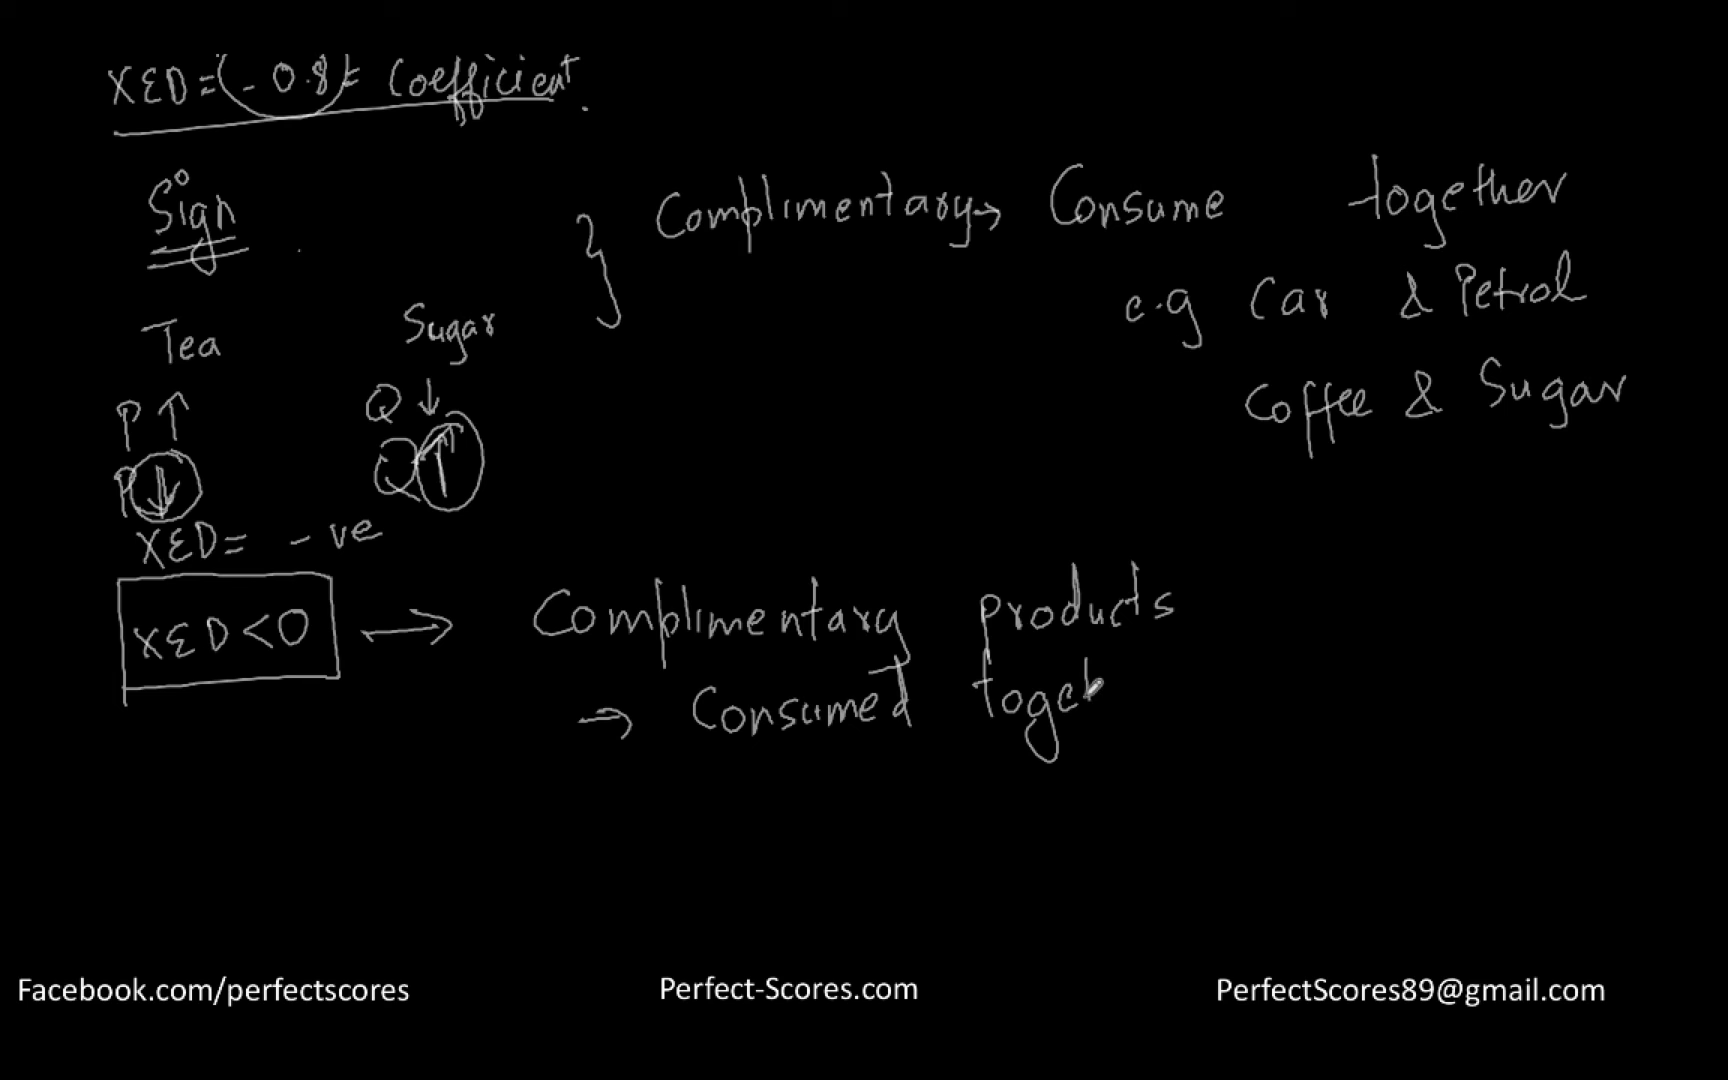 XED = (-0.8) = Coefficient.
Sign
Complimentary → Consume together
e.g Car & Petrol
Coffee & Sugar
Tea Sugar
P ↑ Q ↓
P ↓ Q ↑
XED = -ve
XED < 0 → Complimentary products
→ Consumed toget
Facebook.com/perfectscores Perfect-Scores.com PerfectScores89@gmail.com